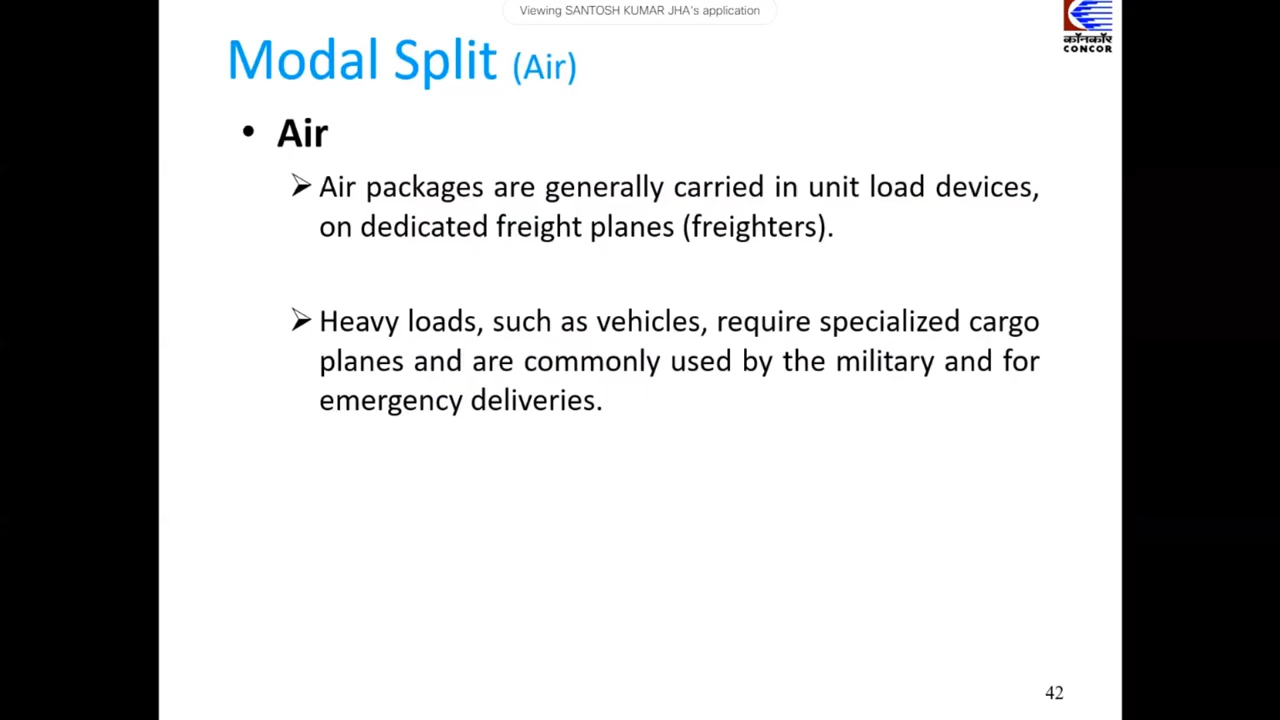 Viewing SANTOSH KUMAR JHA's application
कॉनकॉर
CONCOR
Modal Split (Air)
• Air
➢ Air packages are generally carried in unit load devices,
on dedicated freight planes (freighters).
➢ Heavy loads, such as vehicles, require specialized cargo
planes and are commonly used by the military and for
emergency deliveries.
42